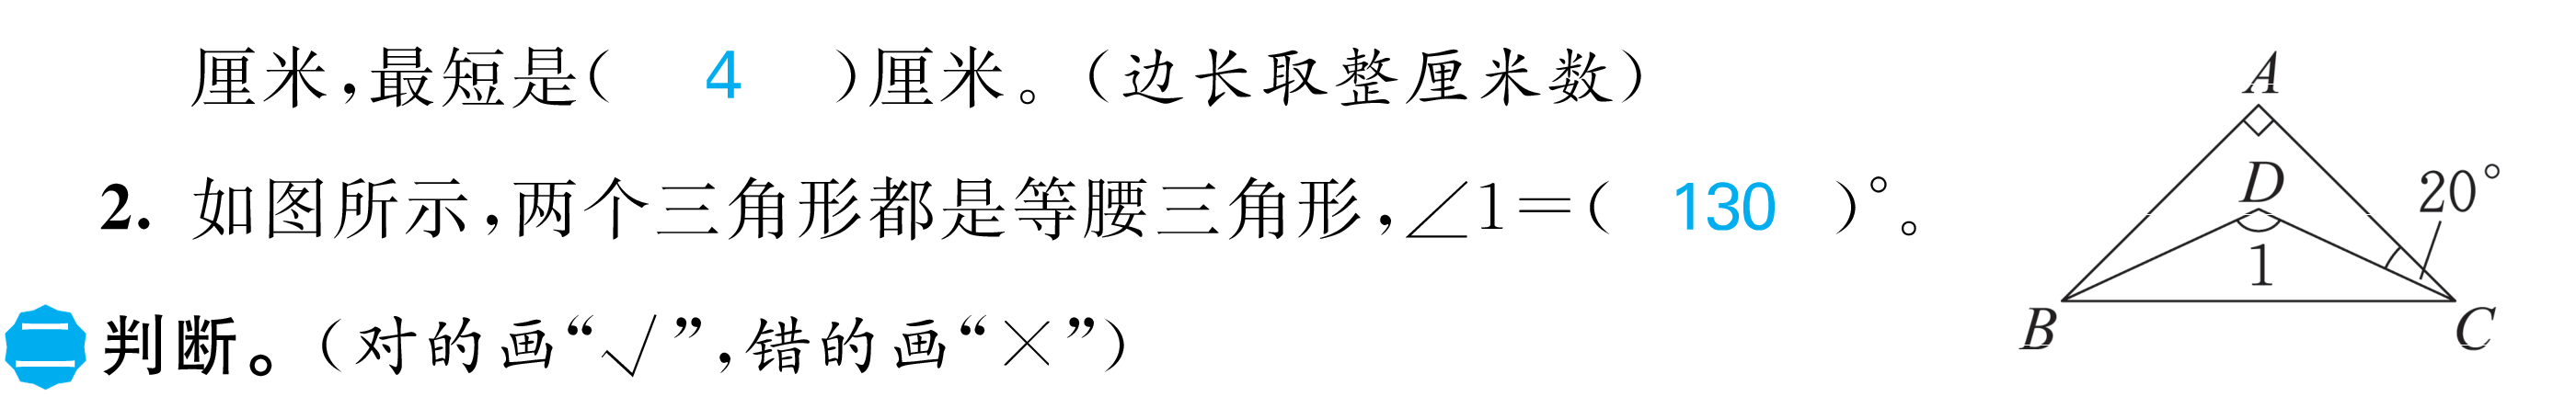 厘米,最短是( 4 )厘米。(边长取整厘米数)
2. 如图所示,两个三角形都是等腰三角形,∠1=( 130 )°。
二 判断。(对的画“√”,错的画“×”)
A
D
20°
1
B
C